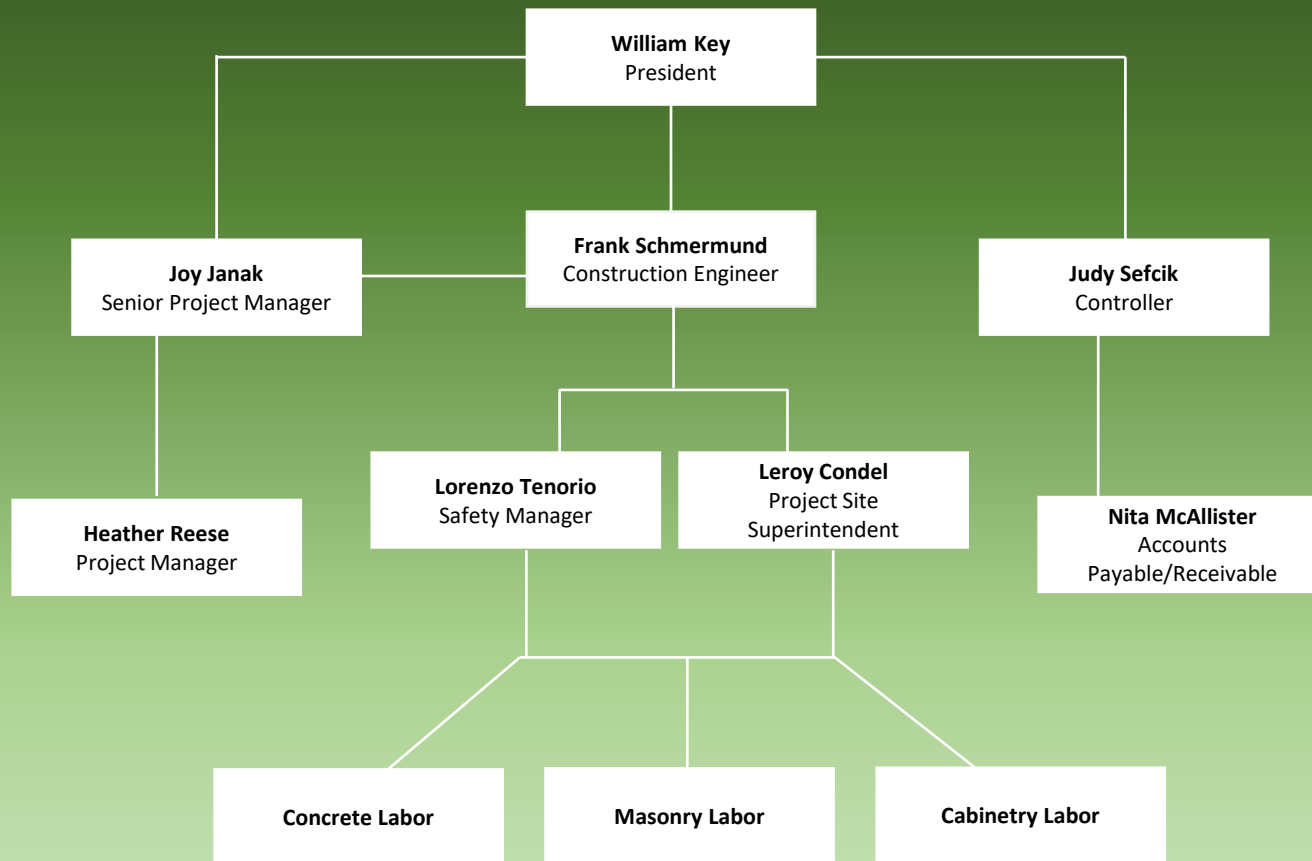 William Key
President
Frank Schmermund
Construction Engineer
Joy Janak
Senior Project Manager
Judy Sefcik
Controller
Lorenzo Tenorio
Safety Manager
Leroy Condel
Project Site
Superintendent
Heather Reese
Project Manager
Nita McAllister
Accounts
Payable/Receivable
Concrete Labor
Masonry Labor
Cabinetry Labor